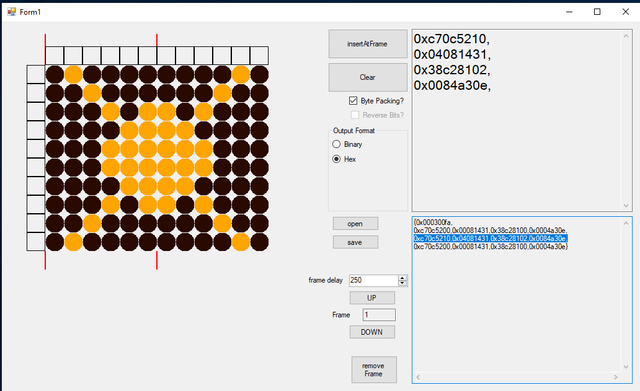 Form1
insertAtFrame
Clear
Byte Packing?
Reverse Bits?
Output Format
Binary
Hex
0xc70c5210,
0x04081431,
0x38c28102,
0x0084a30e,
open
save
{0x000300fa,
0xc70c5200,0x00081431,0x38c28100,0x0004a30e,
0xc70c5210,0x04081431,0x38c28102,0x0084a30e,
0xc70c5200,0x00081431,0x38c28100,0x0004a30e}
frame delay
250
UP
Frame
1
DOWN
remove
Frame